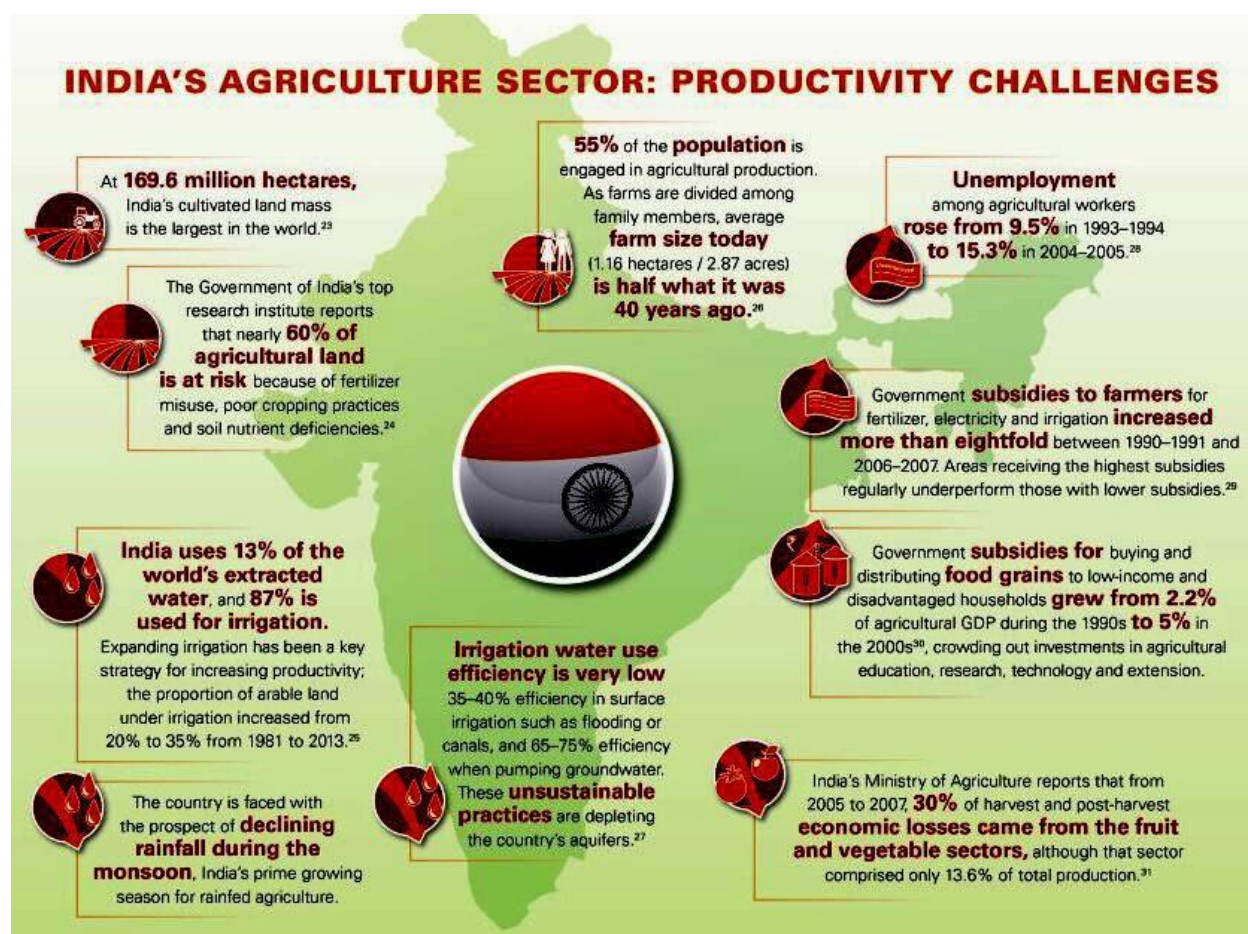 INDIA'S AGRICULTURE SECTOR: PRODUCTIVITY CHALLENGES
At 169.6 million hectares,
India's cultivated land mass
is the largest in the world.²³
The Government of India's top
research institute reports
that nearly 60% of
agricultural land
is at risk because of fertilizer
misuse, poor cropping practices
and soil nutrient deficiencies.²⁴
India uses 13% of the
world's extracted
water, and 87% is
used for irrigation.
Expanding irrigation has been a key
strategy for increasing productivity;
the proportion of arable land
under irrigation increased from
20% to 35% from 1981 to 2013.²⁵
The country is faced with
the prospect of declining
rainfall during the
monsoon, India's prime growing
season for rainfed agriculture.
55% of the population is
engaged in agricultural production.
As farms are divided among
family members, average
farm size today
(1.16 hectares / 2.87 acres)
is half what it was
40 years ago.²⁶
Irrigation water use
efficiency is very low
35–40% efficiency in surface
irrigation such as flooding or
canals, and 65–75% efficiency
when pumping groundwater.
These unsustainable
practices are depleting
the country's aquifers.²⁷
Unemployment
among agricultural workers
rose from 9.5% in 1993–1994
to 15.3% in 2004–2005.²⁸
Government subsidies to farmers for
fertilizer, electricity and irrigation increased
more than eightfold between 1990–1991 and
2006–2007. Areas receiving the highest subsidies
regularly underperform those with lower subsidies.²⁹
Government subsidies for buying and
distributing food grains to low-income and
disadvantaged households grew from 2.2%
of agricultural GDP during the 1990s to 5% in
the 2000s³⁰, crowding out investments in agricultural
education, research, technology and extension.
India's Ministry of Agriculture reports that from
2005 to 2007, 30% of harvest and post-harvest
economic losses came from the fruit
and vegetable sectors, although that sector
comprised only 13.6% of total production.³¹